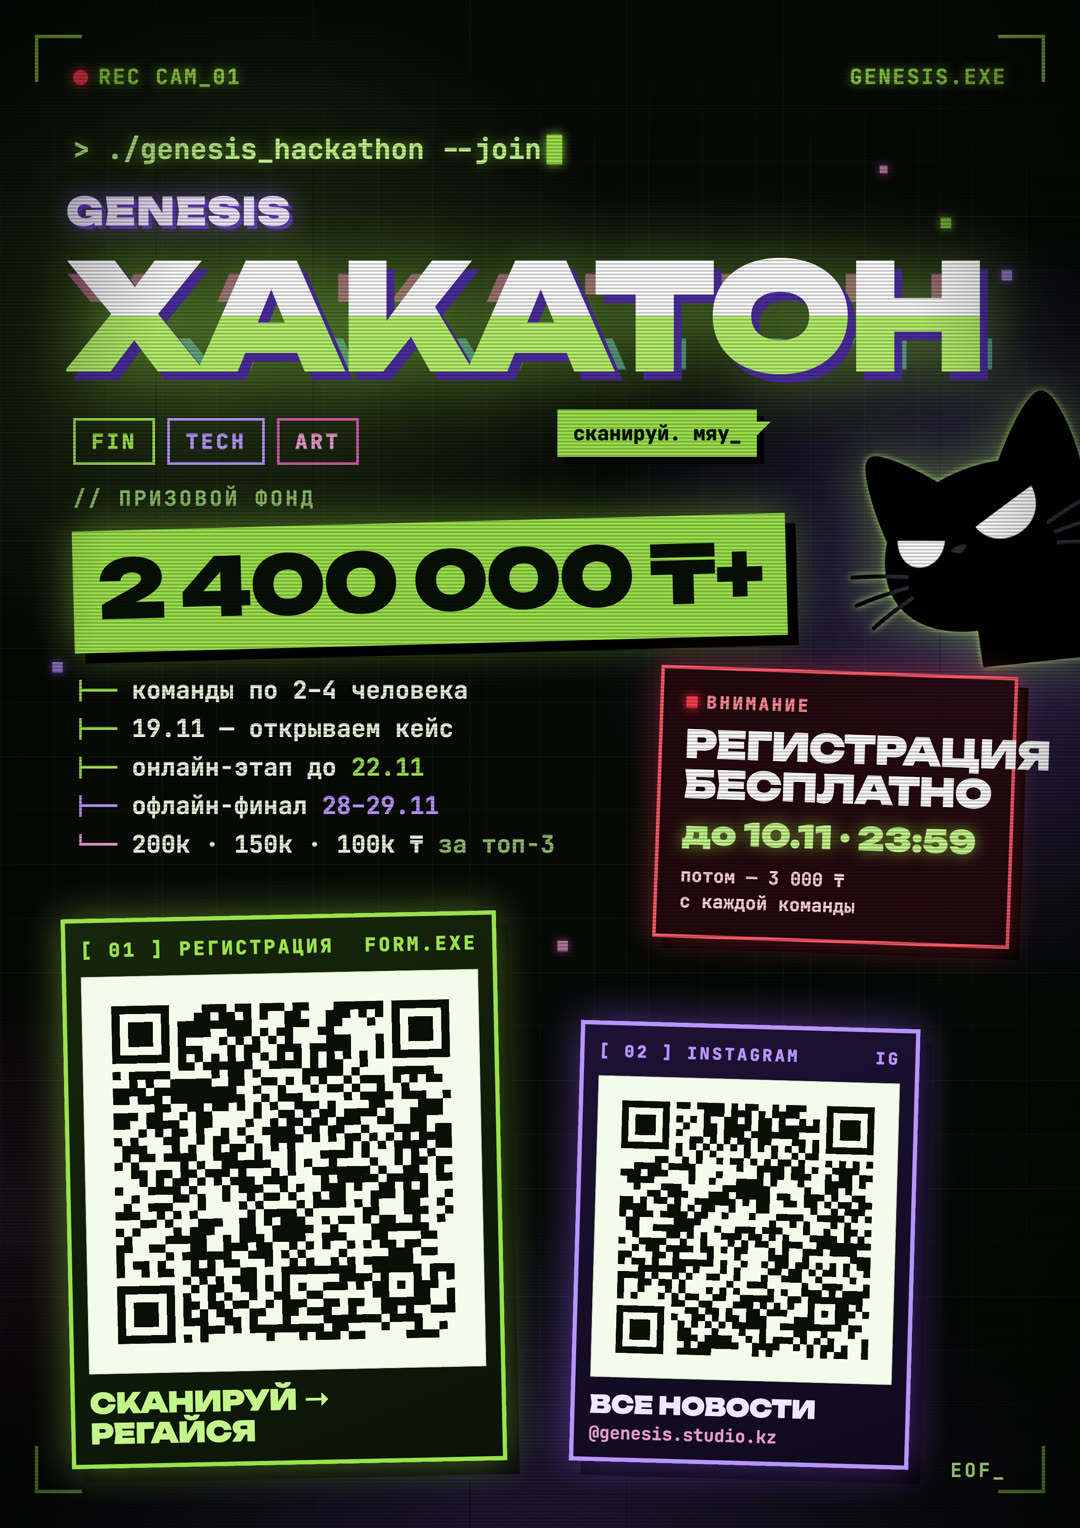 REC CAM_01
GENESIS.EXE
> ./genesis_hackathon --join
GENESIS
ХАКАТОН
FIN
TECH
ART
сканируй. мяу_
// ПРИЗОВОЙ ФОНД
2 400 000 ₸+
команды по 2–4 человека
19.11 — открываем кейс
онлайн-этап до 22.11
офлайн-финал 28–29.11
200k · 150k · 100k ₸ за топ-3
ВНИМАНИЕ
РЕГИСТРАЦИЯ
БЕСПЛАТНО
до 10.11 · 23:59
потом — 3 000 ₸
с каждой команды
[ 01 ] РЕГИСТРАЦИЯ FORM.EXE
СКАНИРУЙ →
РЕГАЙСЯ
[ 02 ] INSTAGRAM IG
ВСЕ НОВОСТИ
@genesis.studio.kz
EOF_